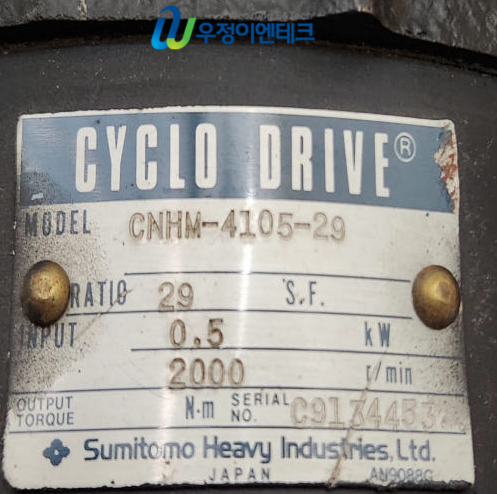 우정이엔테크
CYCLO DRIVE®
MODEL CNHM-4105-29
RATIO 29 S.F.
INPUT 0.5 kW
2000 r/min
OUTPUT TORQUE N·m SERIAL NO.
Sumitomo Heavy Industries, Ltd.
JAPAN AN9088G